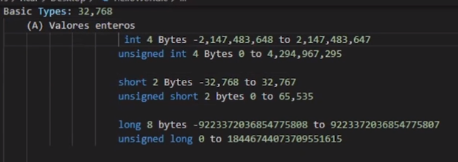 Basic Types: 32,768
(A) Valores enteros
int 4 Bytes -2,147,483,648 to 2,147,483,647
unsigned int 4 Bytes 0 to 4,294,967,295
short 2 Bytes -32,768 to 32,767
unsigned short 2 bytes 0 to 65,535
long 8 byte -9223372036854775808 to 9223372036854775807
unsigned long 0 to 18446744073709551615